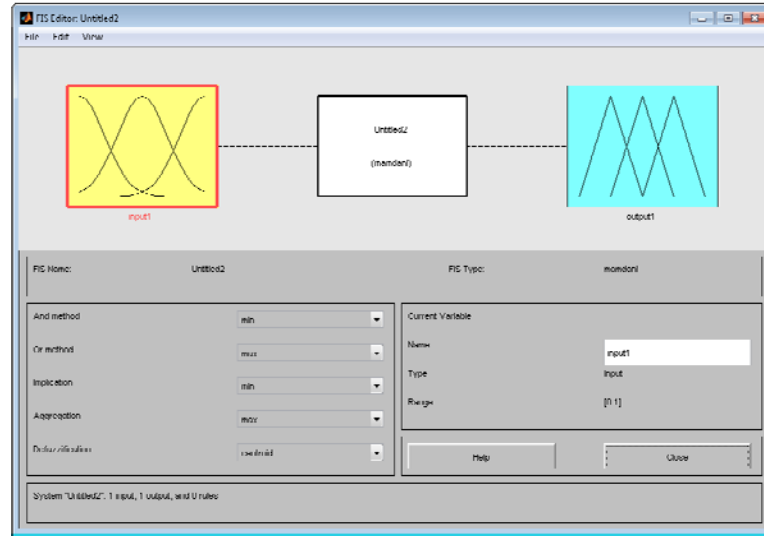 FIS Editor: Untitled2
File Edit View
Untitled2
(mamdani)
input1
output1
FIS Name: Untitled2 FIS Type: mamdani
And method min
Or method max
Implication min
Aggregation max
Defuzzification centroid
Current Variable
Name input1
Type input
Range [0 1]
Help Close
System "Untitled2": 1 input, 1 output, and 0 rules